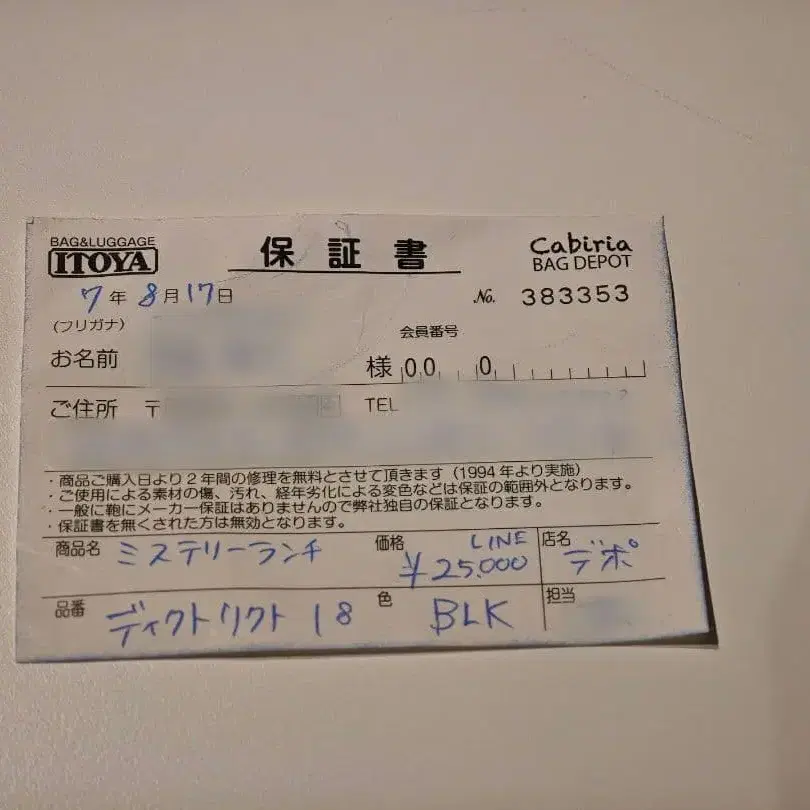 BAG&LUGGAGE
ITOYA
保証書
Cabiria
BAG DEPOT
7年8月17日
No. 383353
(フリガナ)
会員番号
お名前 様 00 0
ご住所 〒 TEL
・商品ご購入日より2年間の修理を無料とさせて頂きます(1994年より実施)
・ご使用による素材の傷、汚れ、経年劣化による変色などは保証の範囲外となります。
・一般に鞄にメーカー保証はありませんので弊社独自の保証となります。
・保証書を無くされた方は無効となります。
商品名 ミステリーランチ 価格 LINE ¥25.000 店名 デポ
品番 ディクトリクト 18 色 BLK 担当